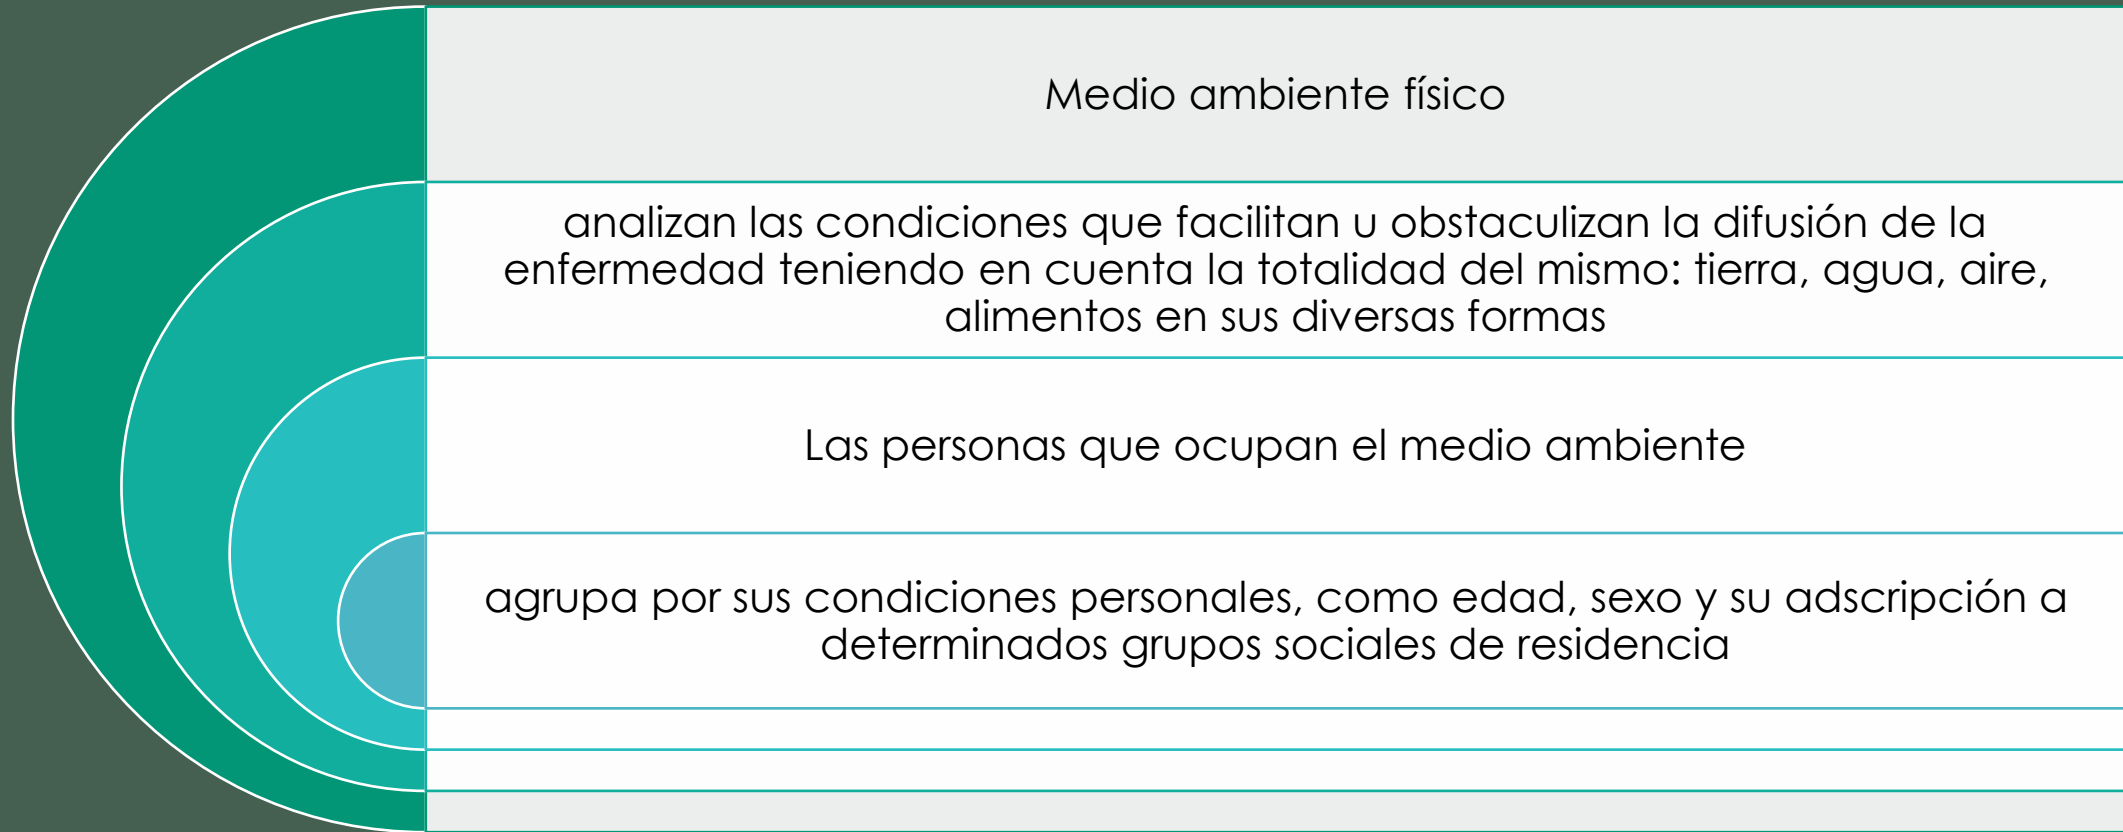 Medio ambiente físico
analizan las condiciones que facilitan u obstaculizan la difusión de la
enfermedad teniendo en cuenta la totalidad del mismo: tierra, agua, aire,
alimentos en sus diversas formas
Las personas que ocupan el medio ambiente
agrupa por sus condiciones personales, como edad, sexo y su adscripción a
determinados grupos sociales de residencia